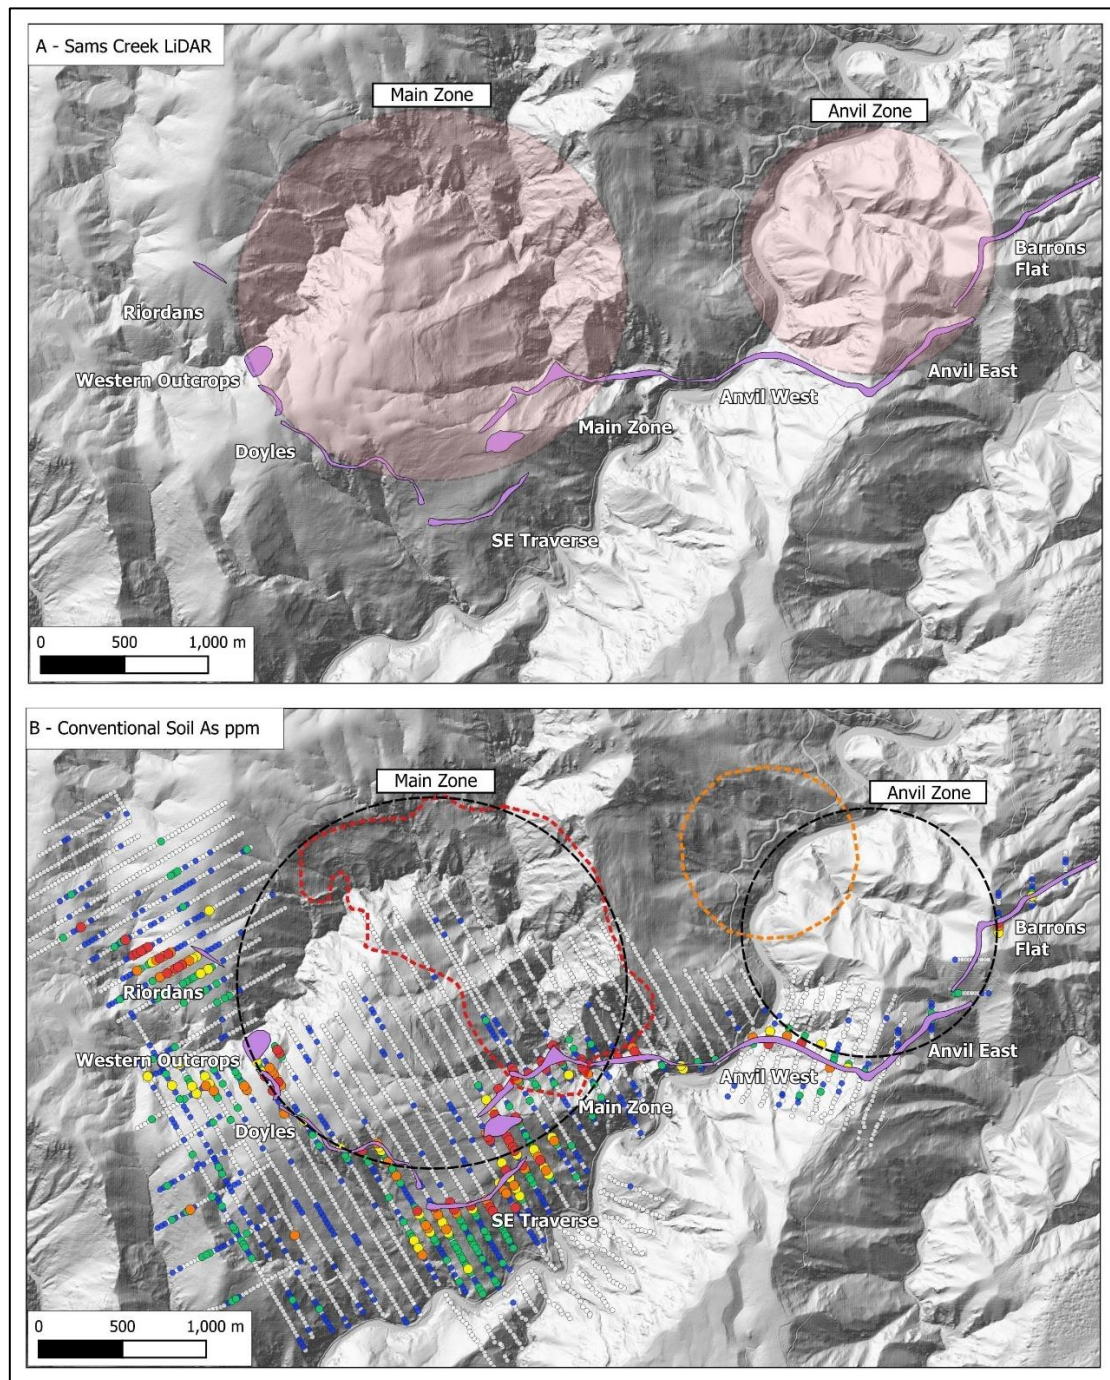 A - Sams Creek LiDAR
Main Zone
Anvil Zone
Barrons
Flat
Riordans
Western Outcrops
Anvil East
Anvil West
Main Zone
Doyles
SE Traverse
0 500 1,000 m
B - Conventional Soil As ppm
Main Zone
Anvil Zone
Barrons
Flat
Riordans
Anvil East
Western Outcrops
Anvil West
Main Zone
Doyles
SE Traverse
0 500 1,000 m